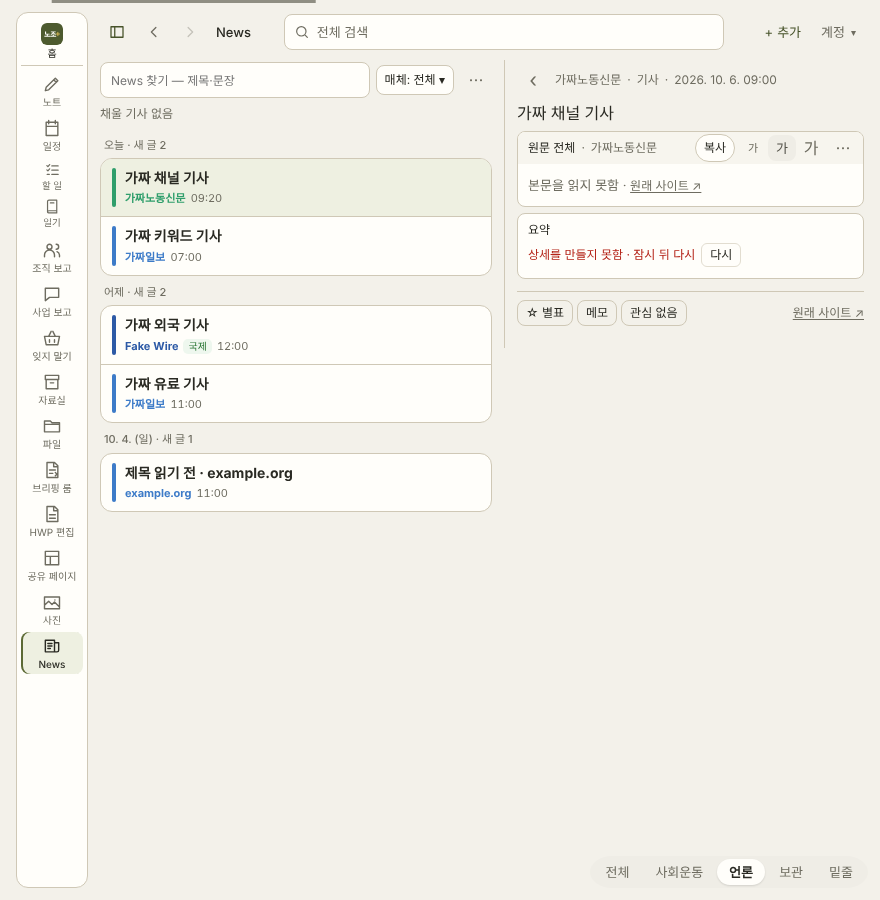 노조+
홈
노트
일정
할 일
일기
조직 보고
사업 보고
잊지 말기
자료실
파일
브리핑 룸
HWP 편집
공유 페이지
사진
News
News
전체 검색
+ 추가
계정 ▾
News 찾기 — 제목·문장
매체: 전체 ▾
⋯
채울 기사 없음
오늘 · 새 글 2
가짜 채널 기사
가짜노동신문 09:20
가짜 키워드 기사
가짜일보 07:00
어제 · 새 글 2
가짜 외국 기사
Fake Wire 국제 12:00
가짜 유료 기사
가짜일보 11:00
10. 4. (일) · 새 글 1
제목 읽기 전 · example.org
example.org 11:00
가짜노동신문 · 기사 · 2026. 10. 6. 09:00
가짜 채널 기사
원문 전체 · 가짜노동신문
복사
가 가 가
⋯
본문을 읽지 못함 · 원래 사이트 ↗
요약
상세를 만들지 못함 · 잠시 뒤 다시
다시
☆ 별표
메모
관심 없음
원래 사이트 ↗
전체
사회운동
언론
보관
밑줄